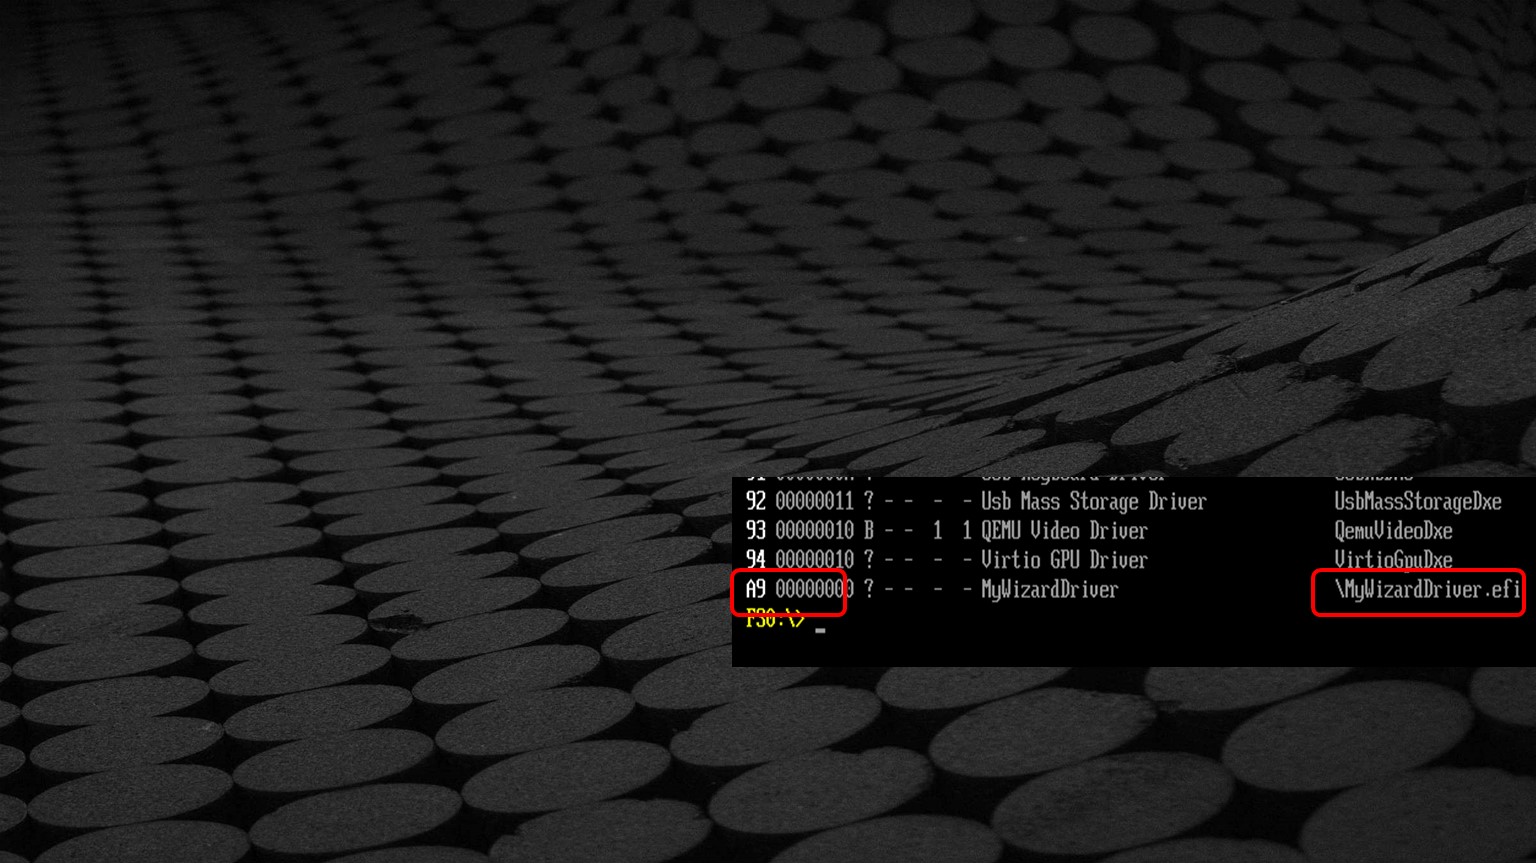 92 00000011 ? - - - - Usb Mass Storage Driver UsbMassStorageDxe
93 00000010 B - - 1 1 QEMU Video Driver QemuVideoDxe
94 00000010 ? - - - - Virtio GPU Driver VirtioGpuDxe
A9 00000000 ? - - - - MyWizardDriver \MyWizardDriver.efi
FS0:\> _